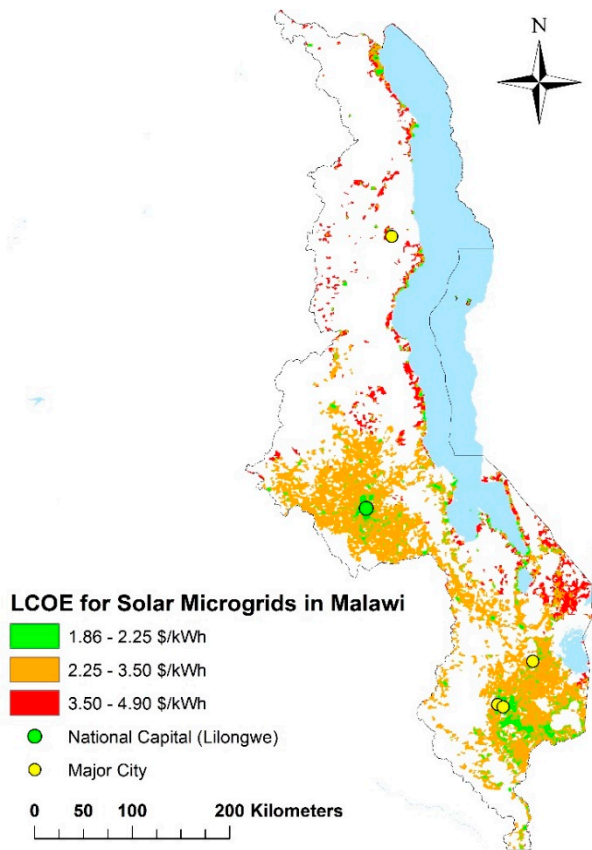 N
LCOE for Solar Microgrids in Malawi
1.86 - 2.25 $/kWh
2.25 - 3.50 $/kWh
3.50 - 4.90 $/kWh
National Capital (Lilongwe)
Major City
0 50 100 200 Kilometers